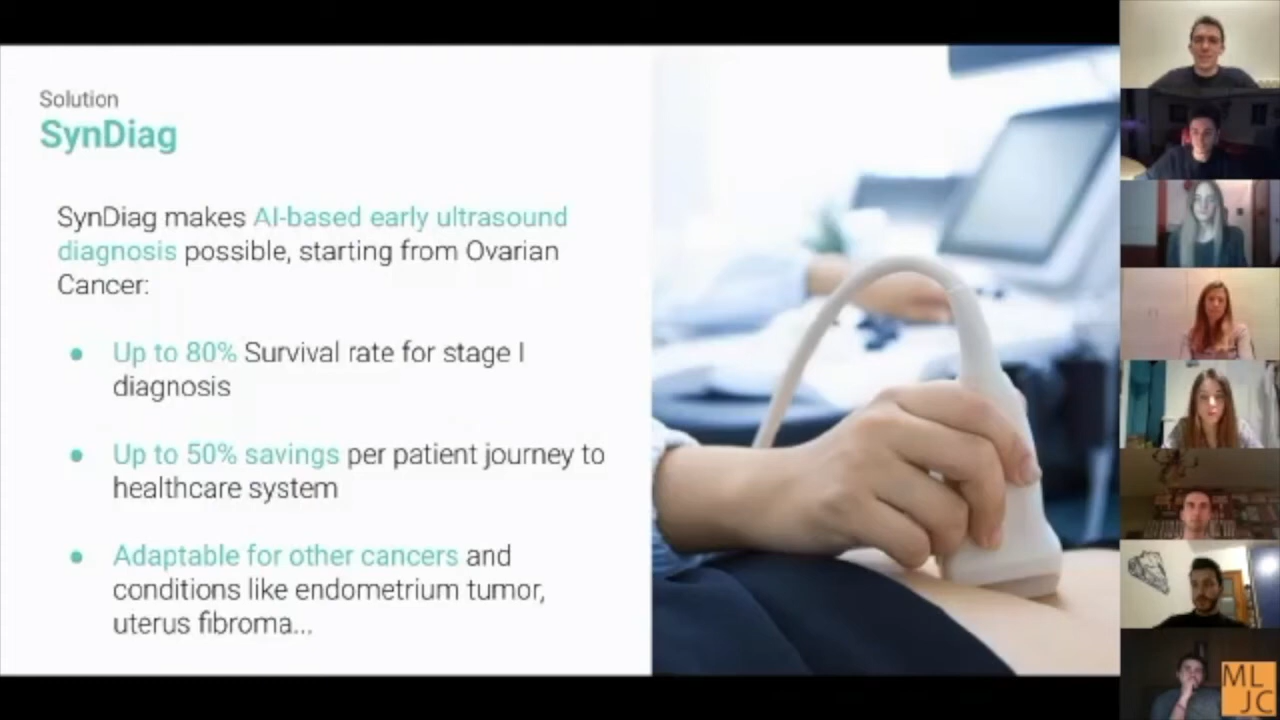 Solution
SynDiag
SynDiag makes AI-based early ultrasound
diagnosis possible, starting from Ovarian
Cancer:
● Up to 80% Survival rate for stage I
diagnosis
● Up to 50% savings per patient journey to
healthcare system
● Adaptable for other cancers and
conditions like endometrium tumor,
uterus fibroma...
ML
JC